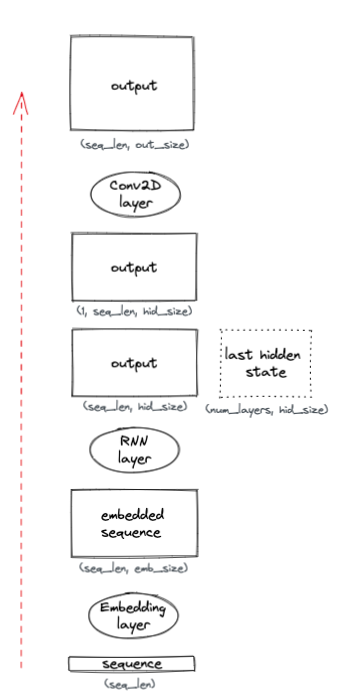 output
(seq_len, out_size)
Conv2D
layer
output
(1, seq_len, hid_size)
output
last hidden
state
(seq_len, hid_size)
(num_layers, hid_size)
RNN
layer
embedded
sequence
(seq_len, emb_size)
Embedding
layer
sequence
(seq_len)